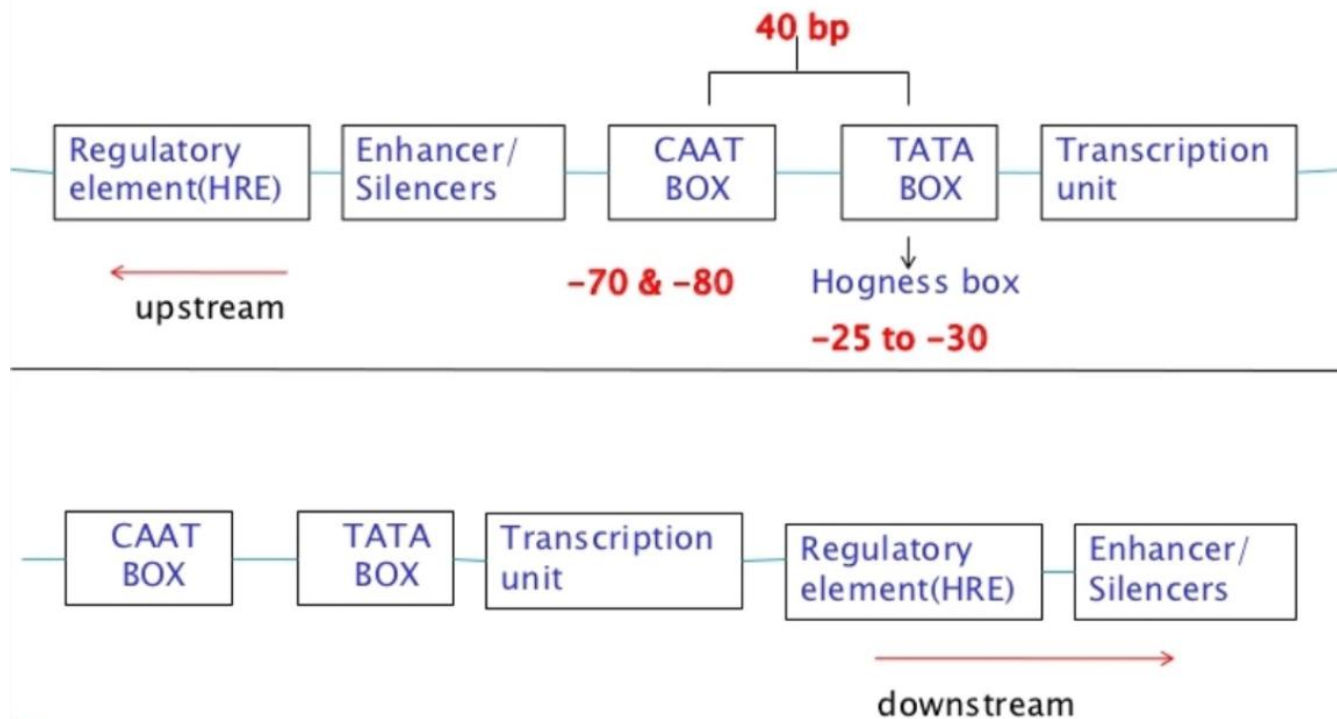 40 bp
Regulatory
element(HRE)
Enhancer/
Silencers
CAAT
BOX
TATA
BOX
Transcription
unit
upstream
–70 & –80
Hogness box
–25 to –30
CAAT
BOX
TATA
BOX
Transcription
unit
Regulatory
element(HRE)
Enhancer/
Silencers
downstream